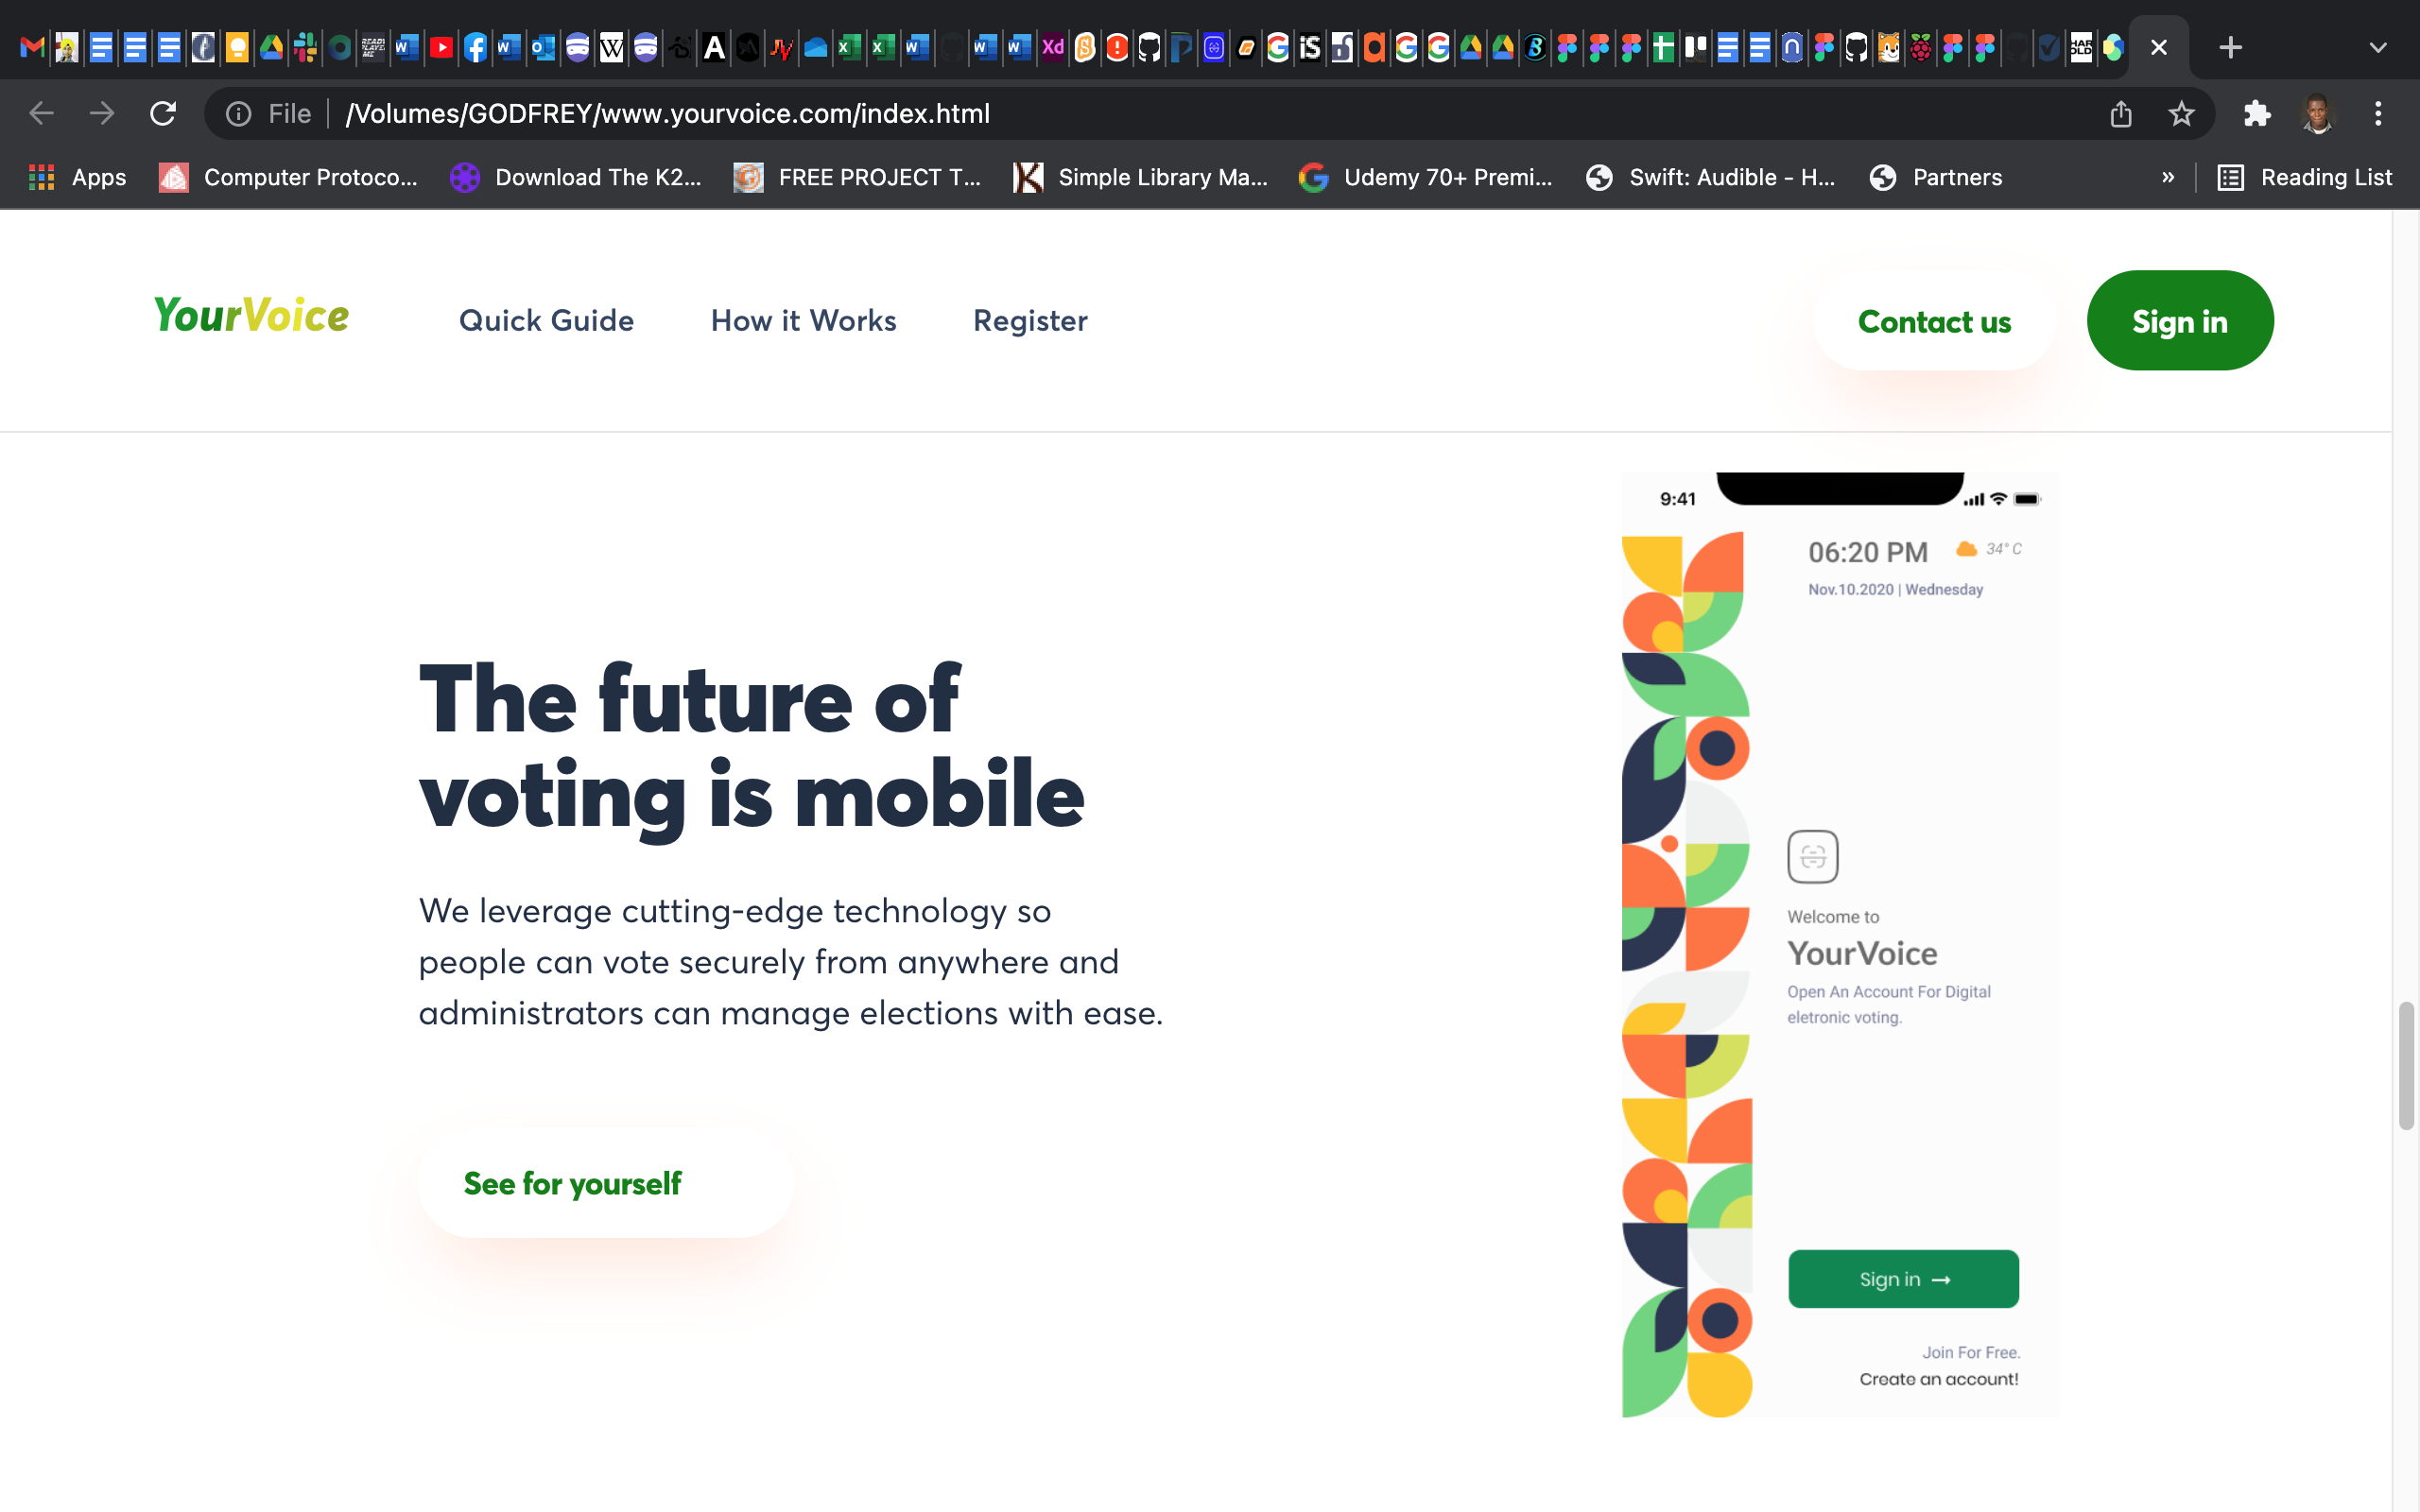 File
/Volumes/GODFREY/www.yourvoice.com/index.html
Apps
Computer Protoco...
Download The K2...
FREE PROJECT T...
Simple Library Ma...
Udemy 70+ Premi...
Swift: Audible - H...
Partners
»
Reading List
YourVoice
Quick Guide
How it Works
Register
Contact us
Sign in
The future of
voting is mobile
We leverage cutting-edge technology so
people can vote securely from anywhere and
administrators can manage elections with ease.
See for yourself
9:41
06:20 PM
34° C
Nov.10.2020 | Wednesday
Welcome to
YourVoice
Open An Account For Digital
eletronic voting.
Sign in →
Join For Free.
Create an account!